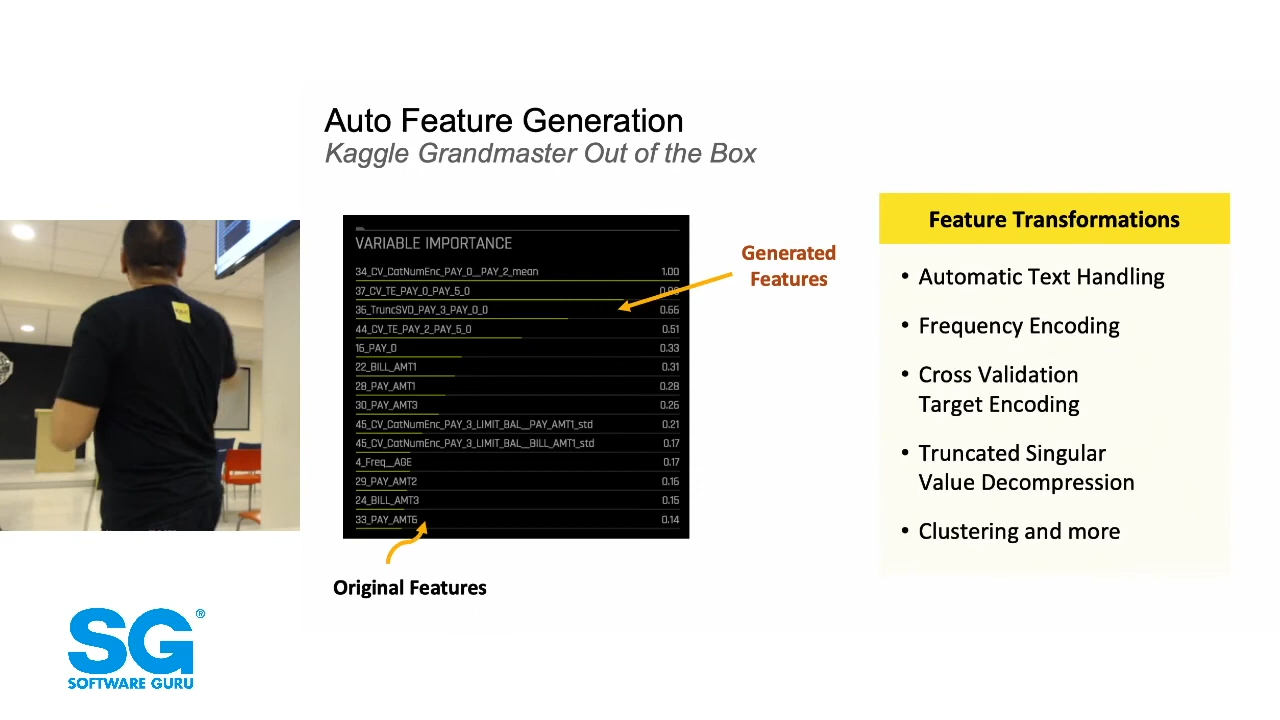 Auto Feature Generation
Kaggle Grandmaster Out of the Box
VARIABLE IMPORTANCE
34_CV_CatNumEnc_PAY_0__PAY_2_mean 1.00
37_CV_TE_PAY_0_PAY_5_0
36_TruncSVD_PAY_3_PAY_0_0 0.66
44_CV_TE_PAY_2_PAY_5_0 0.51
16_PAY_0 0.33
22_BILL_AMT1 0.31
28_PAY_AMT1 0.28
30_PAY_AMT3 0.26
45_CV_CatNumEnc_PAY_3_LIMIT_BAL__PAY_AMT1_std 0.21
45_CV_CatNumEnc_PAY_3_LIMIT_BAL__BILL_AMT1_std 0.17
4_Freq__AGE 0.17
29_PAY_AMT2 0.16
24_BILL_AMT3 0.15
33_PAY_AMT6 0.14
Generated
Features
Original Features
Feature Transformations
• Automatic Text Handling
• Frequency Encoding
• Cross Validation
Target Encoding
• Truncated Singular
Value Decompression
• Clustering and more
SG®
SOFTWARE GURU